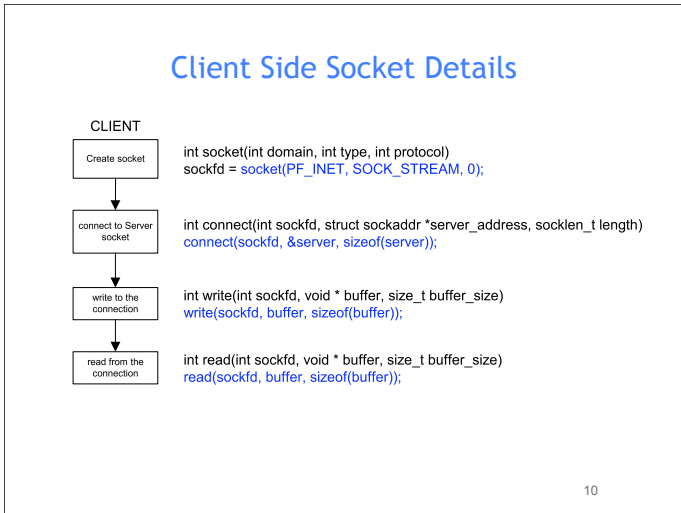 Client Side Socket Details
CLIENT
Create socket
int socket(int domain, int type, int protocol)
sockfd = socket(PF_INET, SOCK_STREAM, 0);
connect to Server
socket
int connect(int sockfd, struct sockaddr *server_address, socklen_t length)
connect(sockfd, &server, sizeof(server));
write to the
connection
int write(int sockfd, void * buffer, size_t buffer_size)
write(sockfd, buffer, sizeof(buffer));
read from the
connection
int read(int sockfd, void * buffer, size_t buffer_size)
read(sockfd, buffer, sizeof(buffer));
10